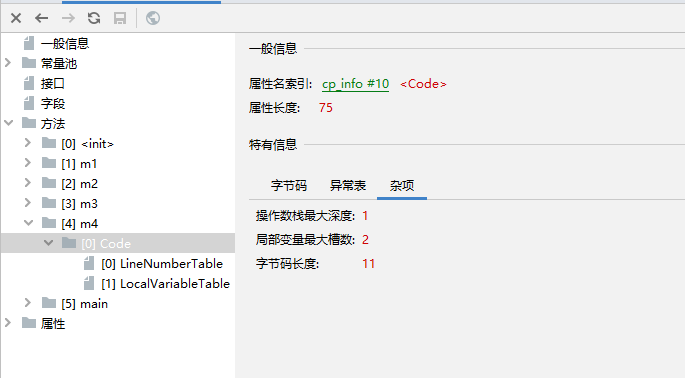 一般信息
常量池
接口
字段
方法
[0] <init>
[1] m1
[2] m2
[3] m3
[4] m4
[0] Code
[0] LineNumberTable
[1] LocalVariableTable
[5] main
属性
一般信息
属性名索引: cp_info #10 <Code>
属性长度: 75
特有信息
字节码 异常表 杂项
操作数栈最大深度: 1
局部变量最大槽数: 2
字节码长度: 11